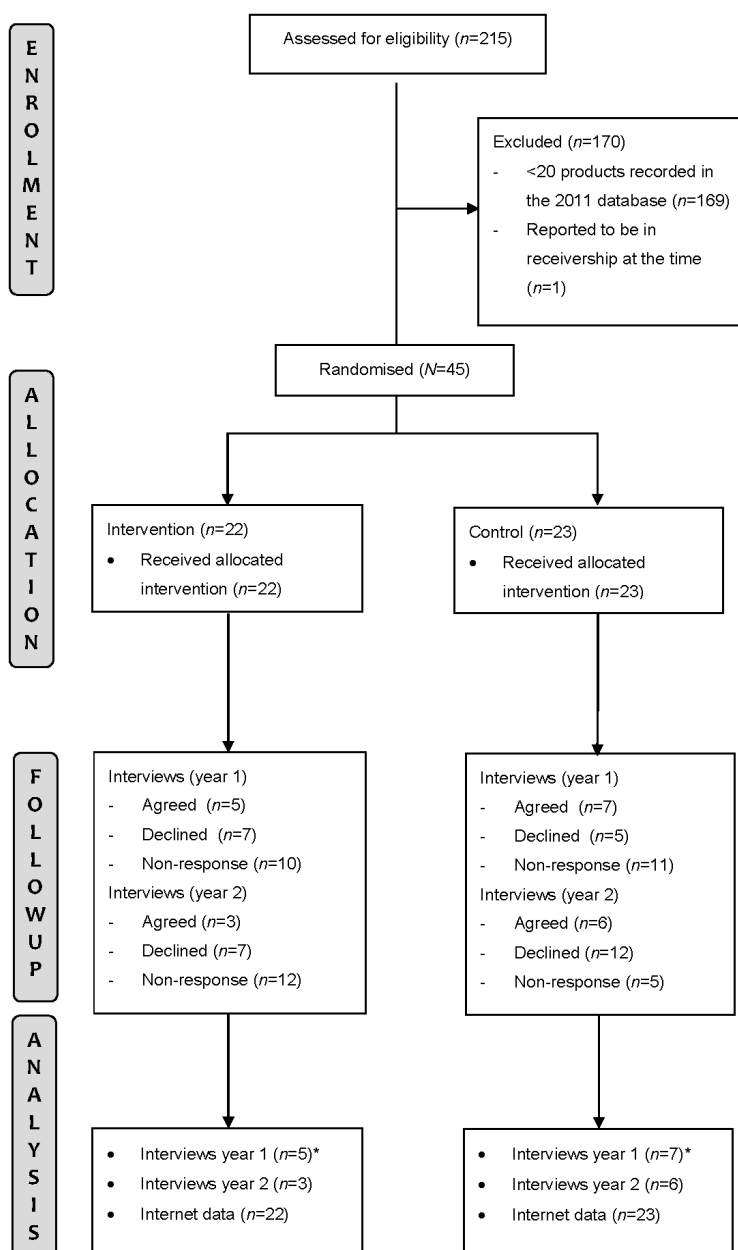 ENROLMENT
Assessed for eligibility (n=215)
Excluded (n=170)
- <20 products recorded in
the 2011 database (n=169)
- Reported to be in
receivership at the time
(n=1)
Randomised (N=45)
ALLOCATION
Intervention (n=22)
• Received allocated
intervention (n=22)
Control (n=23)
• Received allocated
intervention (n=23)
FOLLOWUP
Interviews (year 1)
- Agreed (n=5)
- Declined (n=7)
- Non-response (n=10)
Interviews (year 2)
- Agreed (n=3)
- Declined (n=7)
- Non-response (n=12)
Interviews (year 1)
- Agreed (n=7)
- Declined (n=5)
- Non-response (n=11)
Interviews (year 2)
- Agreed (n=6)
- Declined (n=12)
- Non-response (n=5)
ANALYSIS
• Interviews year 1 (n=5)*
• Interviews year 2 (n=3)
• Internet data (n=22)
• Interviews year 1 (n=7)*
• Interviews year 2 (n=6)
• Internet data (n=23)